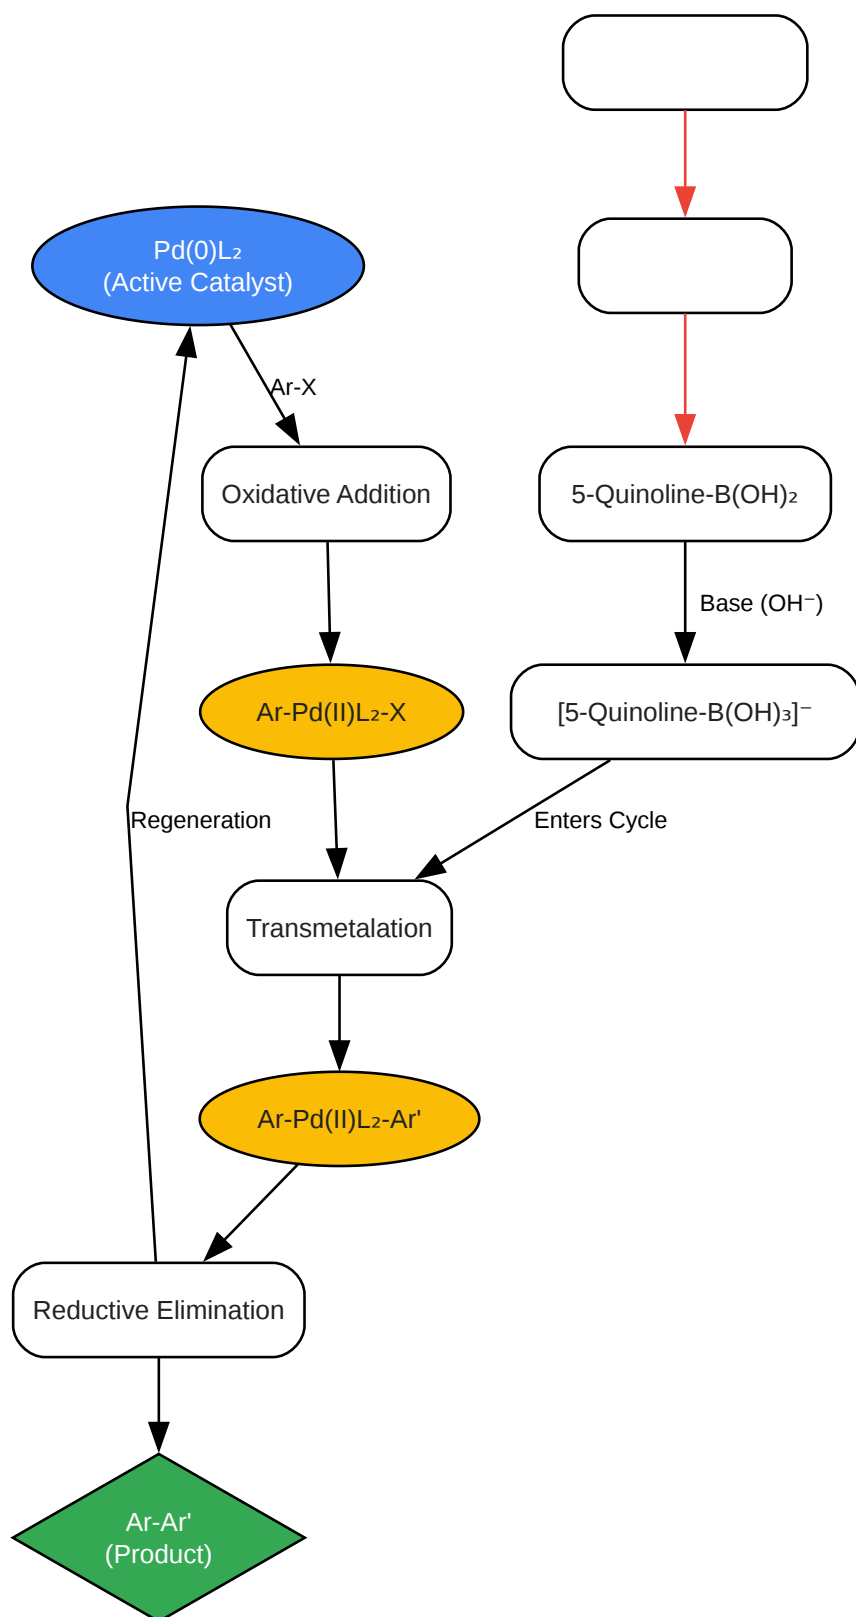 Pd(0)L₂
(Active Catalyst)
Ar-X
Oxidative Addition
5-Quinoline-B(OH)₂
Base (OH⁻)
Ar-Pd(II)L₂-X
[5-Quinoline-B(OH)₃]⁻
Regeneration
Enters Cycle
Transmetalation
Ar-Pd(II)L₂-Ar'
Reductive Elimination
Ar-Ar'
(Product)